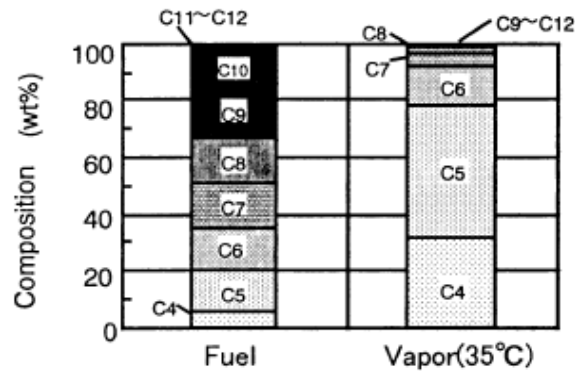 C11～C12
C8
C9～C12
100
C10
C7
C6
80
C9
60
C8
C5
40
C7
C6
20
C5
C4
C4
0
Fuel
Vapor(35℃)
Composition (wt%)